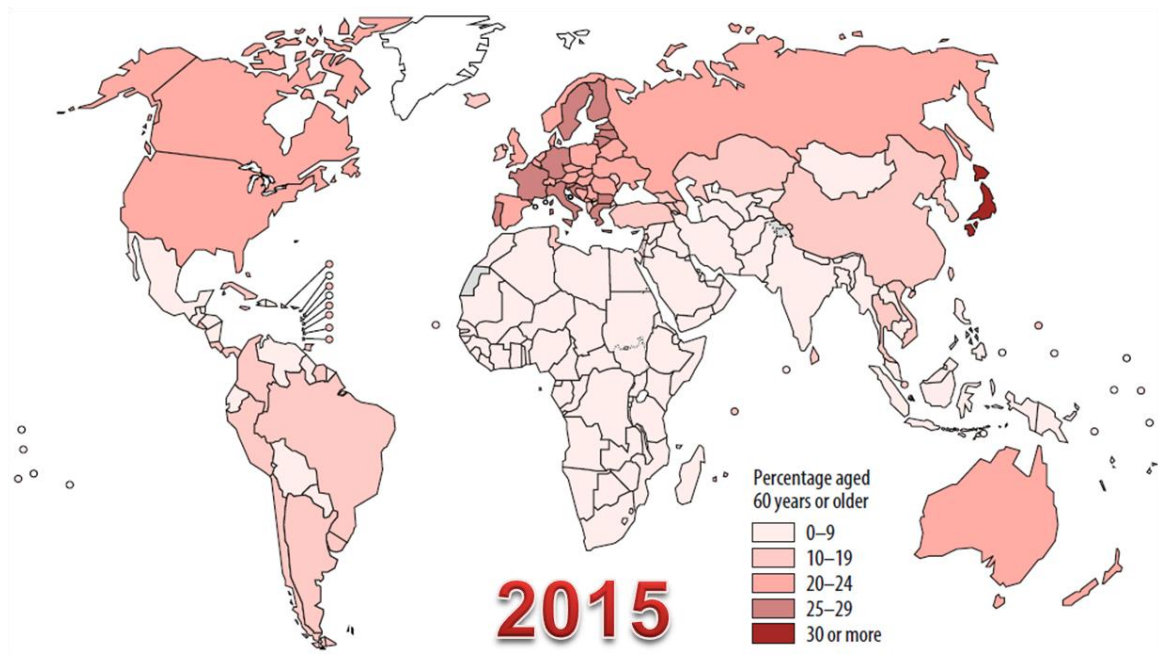 Percentage aged
60 years or older
0–9
10–19
20–24
25–29
30 or more
2015